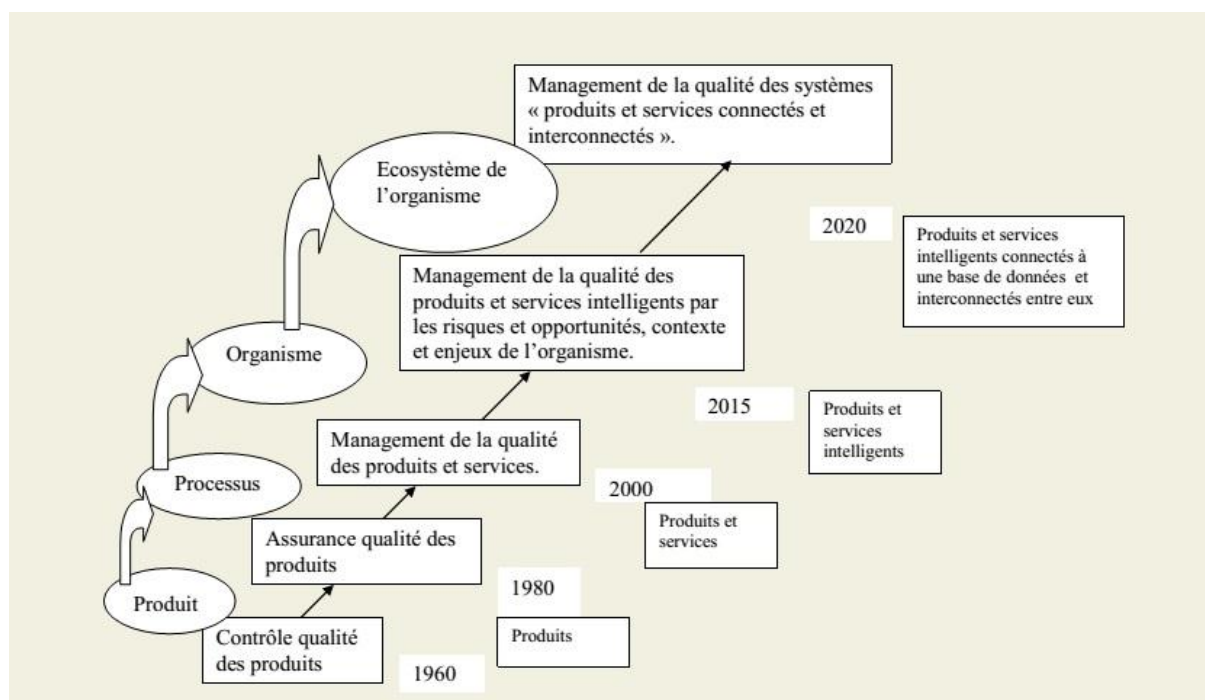 Management de la qualité des systèmes
« produits et services connectés et
interconnectés ».
Ecosystème de
l’organisme
2020
Produits et services
intelligents connectés à
une base de données et
interconnectés entre eux
Management de la qualité des
produits et services intelligents par
les risques et opportunités, contexte
et enjeux de l’organisme.
Organisme
2015
Produits et
services
intelligents
Management de la qualité
des produits et services.
Processus
2000
Produits et
services
Assurance qualité des
produits
1980
Produit
Produits
Contrôle qualité
des produits
1960